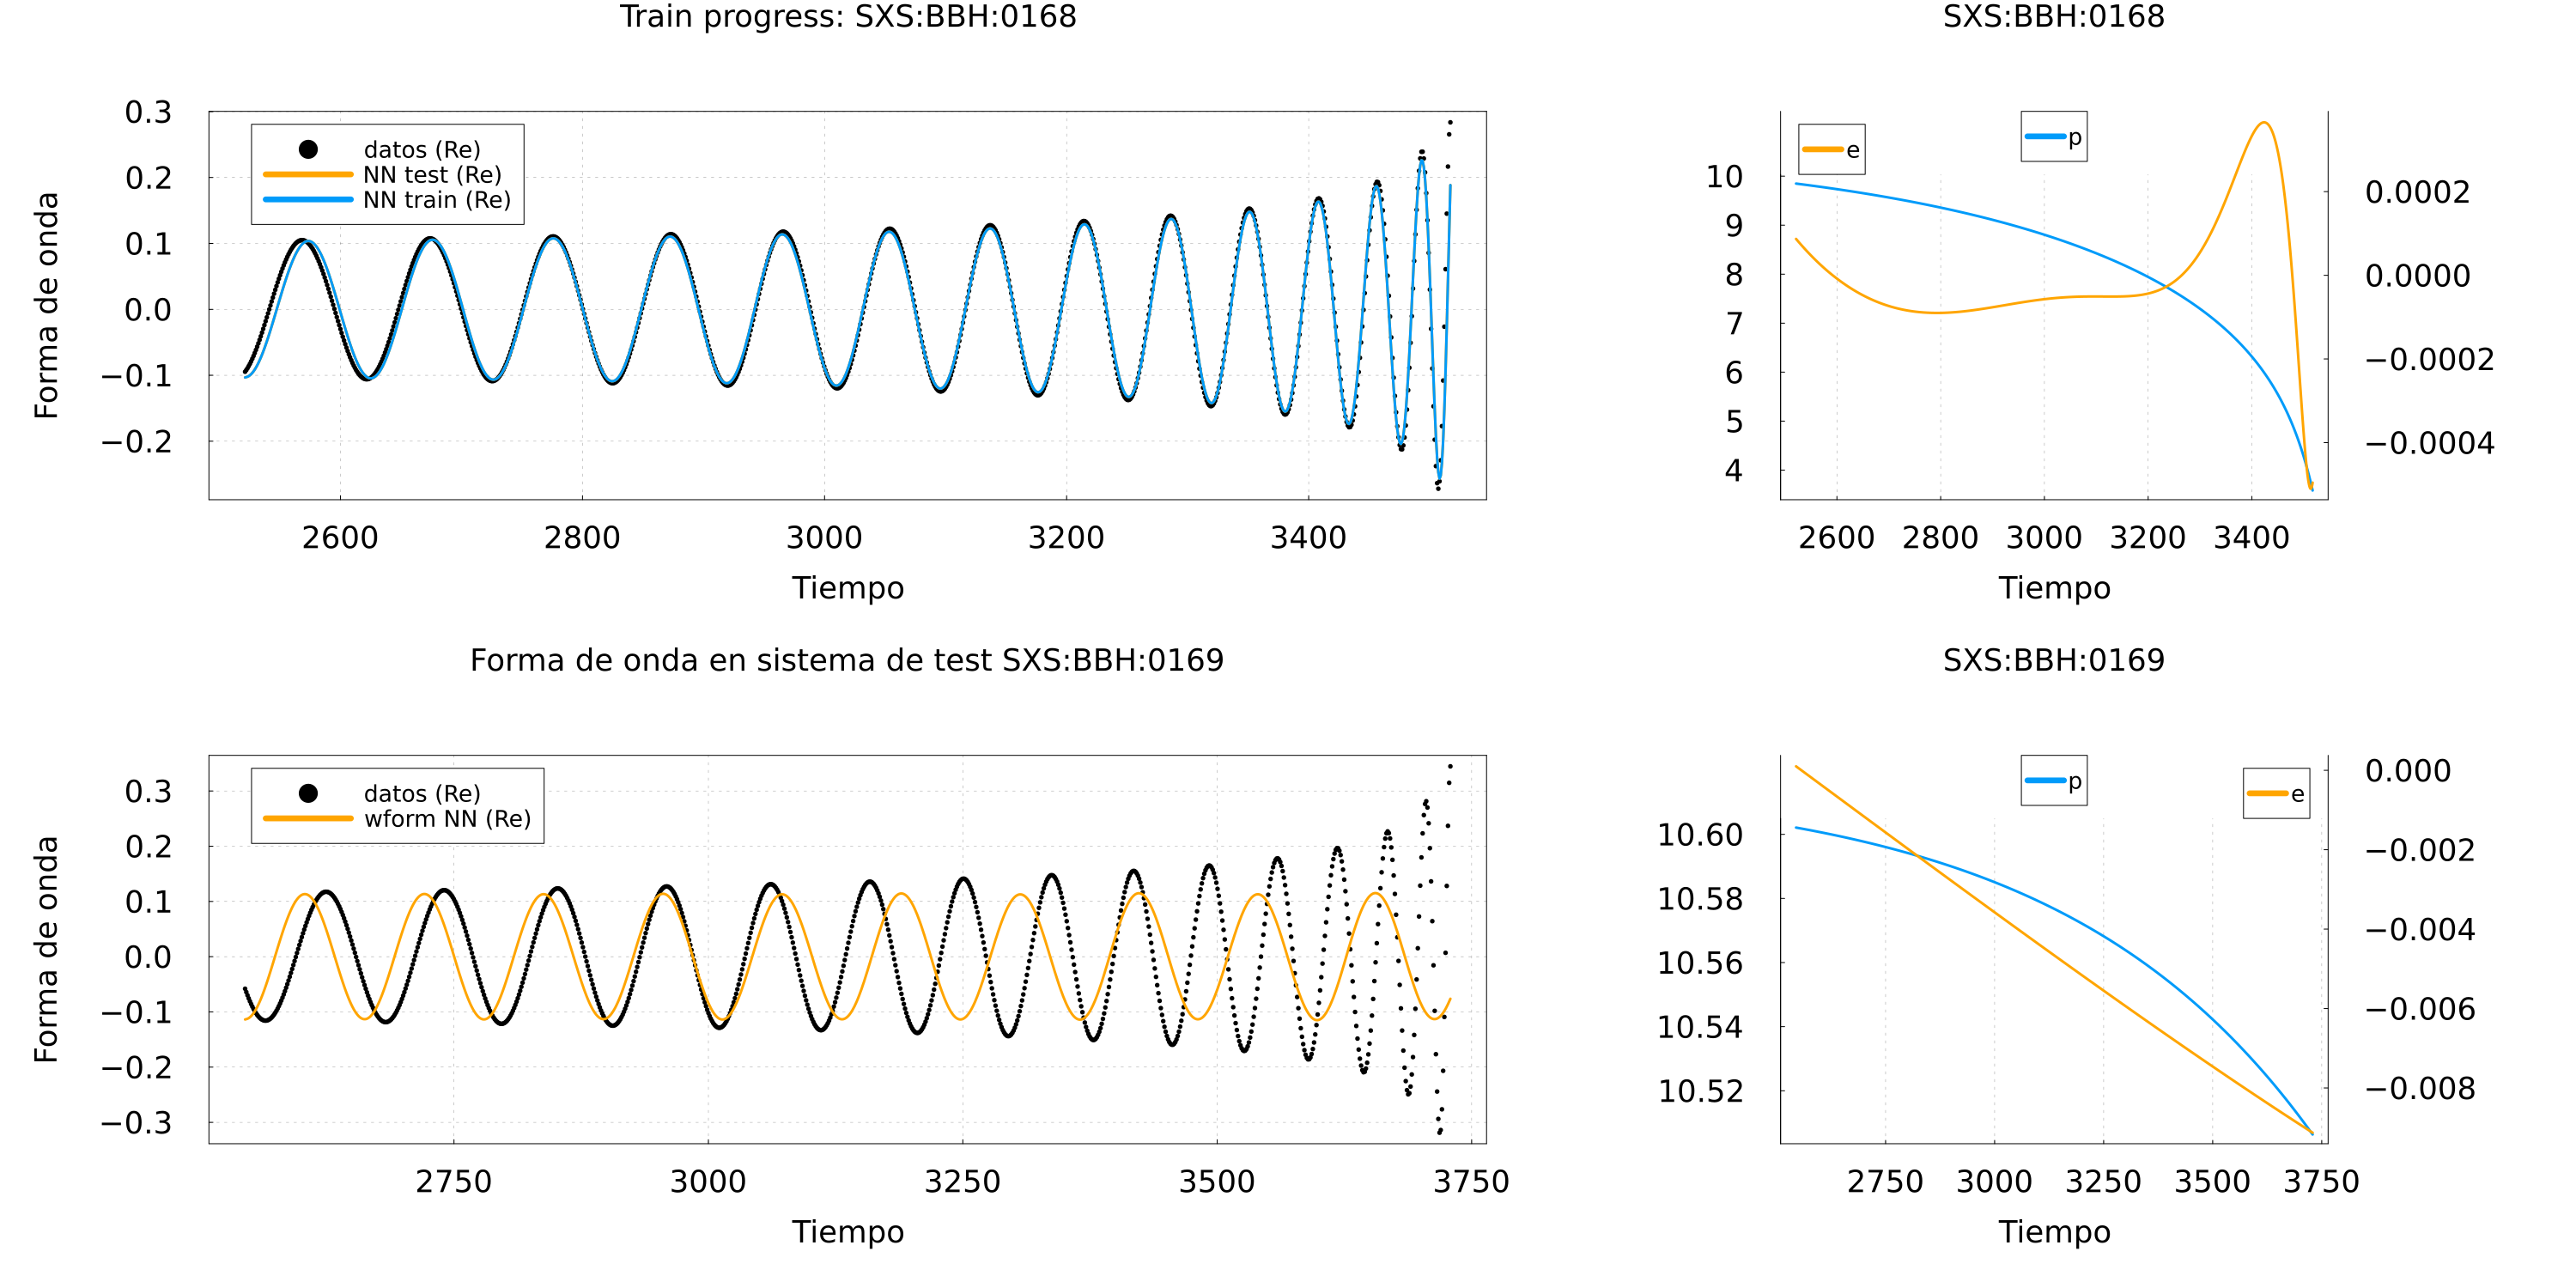 Train progress: SXS:BBH:0168
0.3
0.2
0.1
0.0
−0.1
−0.2
Forma de onda
datos (Re)
NN test (Re)
NN train (Re)
2600 2800 3000 3200 3400
Tiempo
SXS:BBH:0168
10
9
8
7
6
5
4
e
p
0.0002
0.0000
−0.0002
−0.0004
2600 2800 3000 3200 3400
Tiempo
Forma de onda en sistema de test SXS:BBH:0169
0.3
0.2
0.1
0.0
−0.1
−0.2
−0.3
Forma de onda
datos (Re)
wform NN (Re)
2750 3000 3250 3500 3750
Tiempo
SXS:BBH:0169
10.60
10.58
10.56
10.54
10.52
p
e
0.000
−0.002
−0.004
−0.006
−0.008
2750 3000 3250 3500 3750
Tiempo